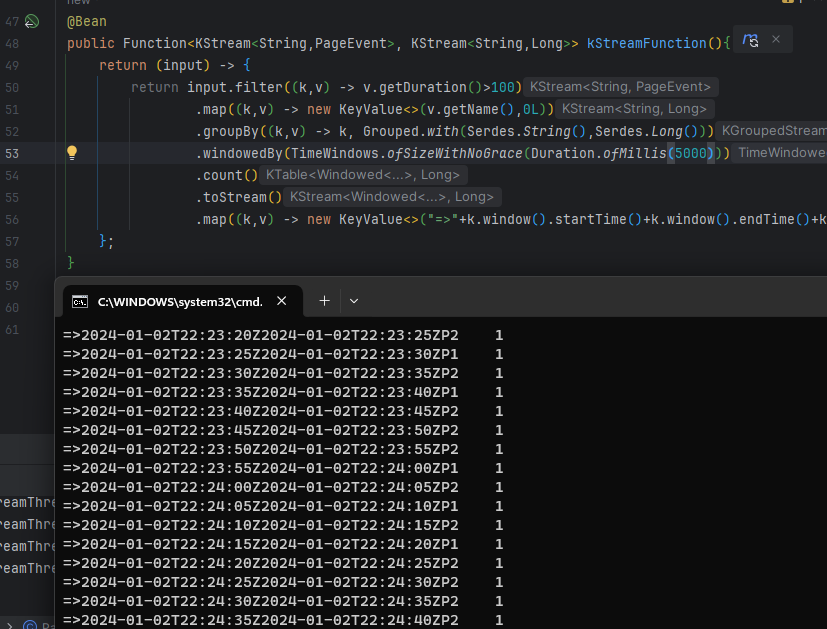 new
47 @Bean
48 public Function<KStream<String,PageEvent>, KStream<String,Long>> kStreamFunction(){
49 return (input) -> {
50 return input.filter((k,v) -> v.getDuration()>100) KStream<String, PageEvent>
51 .map((k,v) -> new KeyValue<>(v.getName(),0L)) KStream<String, Long>
52 .groupBy((k,v) -> k, Grouped.with(Serdes.String(),Serdes.Long())) KGroupedStream
53 .windowedBy(TimeWindows.ofSizeWithNoGrace(Duration.ofMillis(5000))) TimeWindowe
54 .count() KTable<Windowed<...>, Long>
55 .toStream() KStream<Windowed<...>, Long>
56 .map((k,v) -> new KeyValue<>("=>"+k.window().startTime()+k.window().endTime()+k
57 };
58 }
59
60
61
C:\WINDOWS\system32\cmd.
=>2024-01-02T22:23:20Z2024-01-02T22:23:25ZP2 1
=>2024-01-02T22:23:25Z2024-01-02T22:23:30ZP1 1
=>2024-01-02T22:23:30Z2024-01-02T22:23:35ZP2 1
=>2024-01-02T22:23:35Z2024-01-02T22:23:40ZP1 1
=>2024-01-02T22:23:40Z2024-01-02T22:23:45ZP2 1
=>2024-01-02T22:23:45Z2024-01-02T22:23:50ZP2 1
=>2024-01-02T22:23:50Z2024-01-02T22:23:55ZP2 1
=>2024-01-02T22:23:55Z2024-01-02T22:24:00ZP1 1
=>2024-01-02T22:24:00Z2024-01-02T22:24:05ZP2 1
=>2024-01-02T22:24:05Z2024-01-02T22:24:10ZP1 1
=>2024-01-02T22:24:10Z2024-01-02T22:24:15ZP2 1
=>2024-01-02T22:24:15Z2024-01-02T22:24:20ZP1 1
=>2024-01-02T22:24:20Z2024-01-02T22:24:25ZP2 1
=>2024-01-02T22:24:25Z2024-01-02T22:24:30ZP2 1
=>2024-01-02T22:24:30Z2024-01-02T22:24:35ZP2 1
=>2024-01-02T22:24:35Z2024-01-02T22:24:40ZP2 1
reamThre
reamThre
reamThre
reamThre